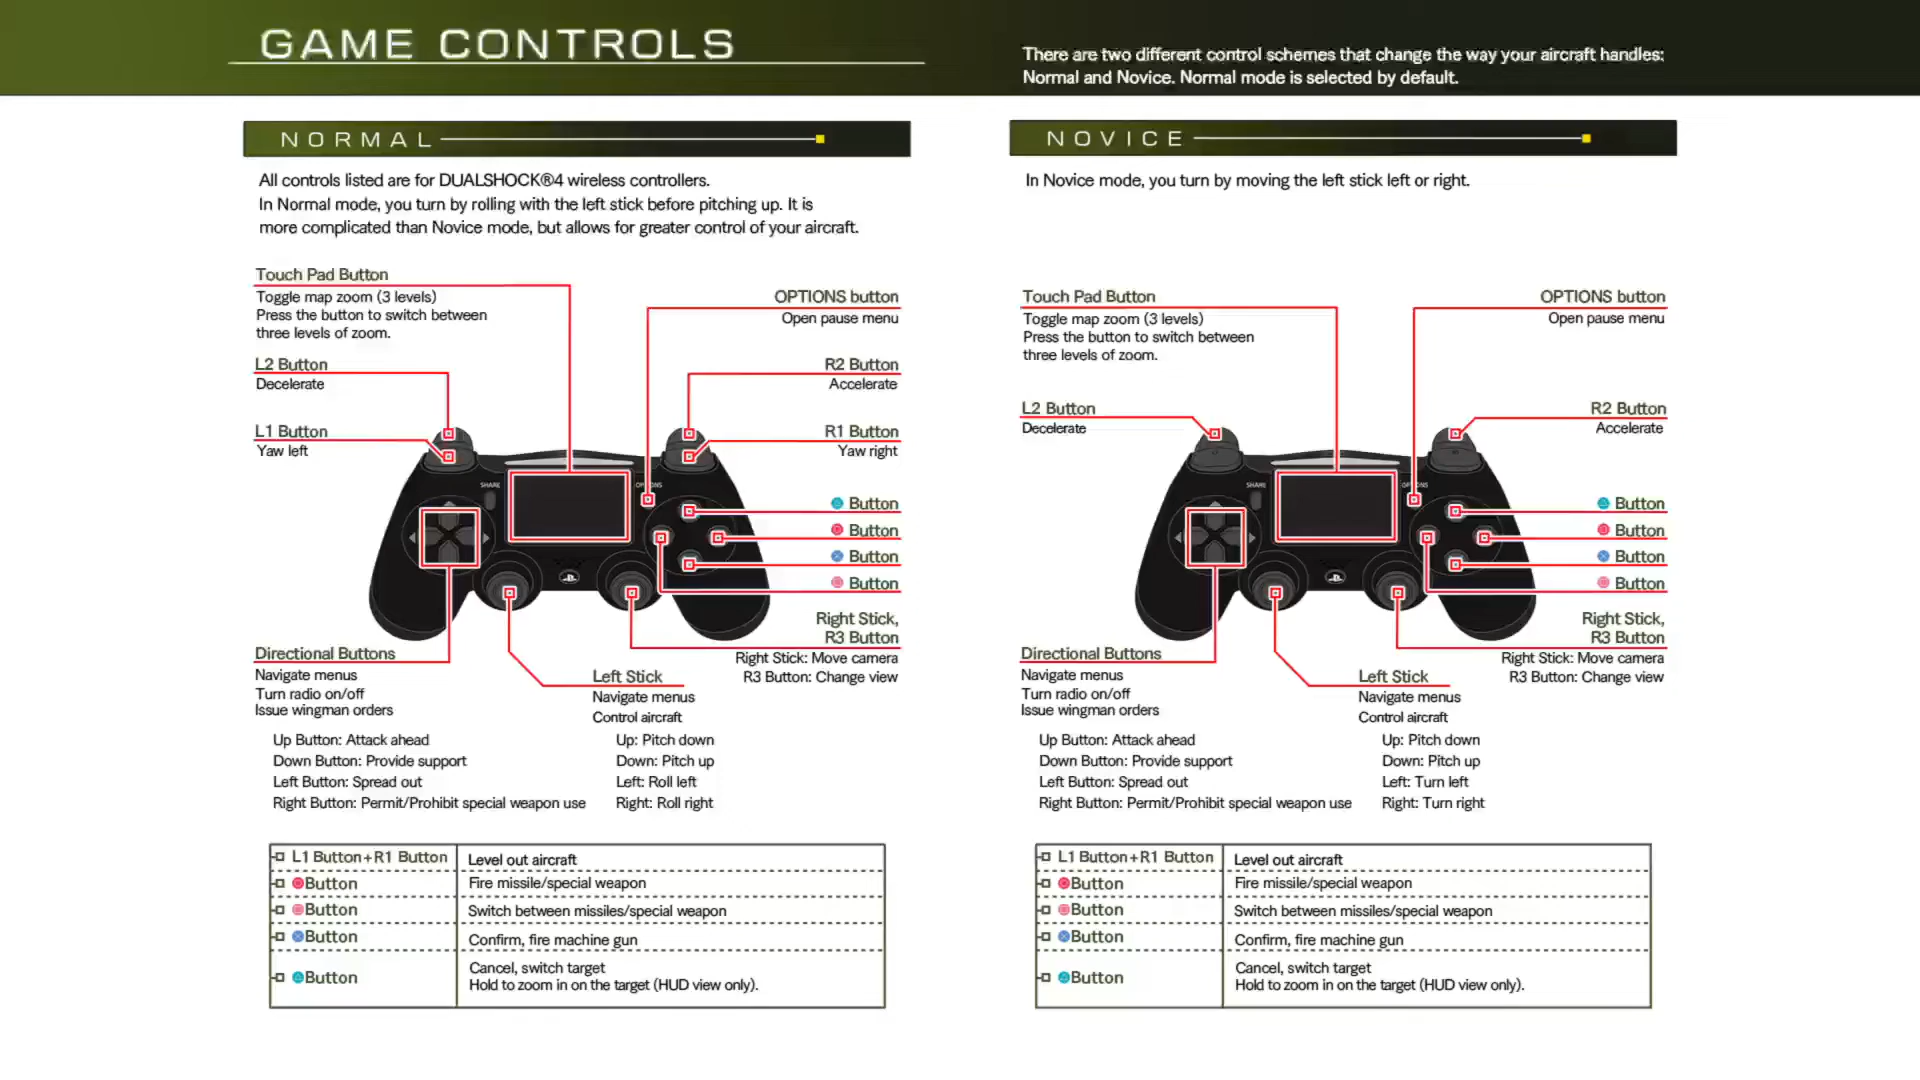 GAME CONTROLS
There are two different control schemes that change the way your aircraft handles:
Normal and Novice. Normal mode is selected by default.
NORMAL
All controls listed are for DUALSHOCK®4 wireless controllers.
In Normal mode, you turn by rolling with the left stick before pitching up. It is
more complicated than Novice mode, but allows for greater control of your aircraft.
Touch Pad Button
Toggle map zoom (3 levels)
Press the button to switch between
three levels of zoom.
OPTIONS button
Open pause menu
L2 Button
Decelerate
R2 Button
Accelerate
L1 Button
Yaw left
R1 Button
Yaw right
SHARE
OPTIONS
Button
Button
Button
Button
Right Stick,
R3 Button
Right Stick: Move camera
R3 Button: Change view
Directional Buttons
Navigate menus
Turn radio on/off
Issue wingman orders
Up Button: Attack ahead
Down Button: Provide support
Left Button: Spread out
Right Button: Permit/Prohibit special weapon use
Left Stick
Navigate menus
Control aircraft
Up: Pitch down
Down: Pitch up
Left: Roll left
Right: Roll right
L1 Button+R1 Button Level out aircraft
Button Fire missile/special weapon
Button Switch between missiles/special weapon
Button Confirm, fire machine gun
Button Cancel, switch target
Hold to zoom in on the target (HUD view only).
NOVICE
In Novice mode, you turn by moving the left stick left or right.
Touch Pad Button
Toggle map zoom (3 levels)
Press the button to switch between
three levels of zoom.
OPTIONS button
Open pause menu
L2 Button
Decelerate
R2 Button
Accelerate
SHARE
OPTIONS
Button
Button
Button
Button
Right Stick,
R3 Button
Right Stick: Move camera
R3 Button: Change view
Directional Buttons
Navigate menus
Turn radio on/off
Issue wingman orders
Up Button: Attack ahead
Down Button: Provide support
Left Button: Spread out
Right Button: Permit/Prohibit special weapon use
Left Stick
Navigate menus
Control aircraft
Up: Pitch down
Down: Pitch up
Left: Turn left
Right: Turn right
L1 Button+R1 Button Level out aircraft
Button Fire missile/special weapon
Button Switch between missiles/special weapon
Button Confirm, fire machine gun
Button Cancel, switch target
Hold to zoom in on the target (HUD view only).